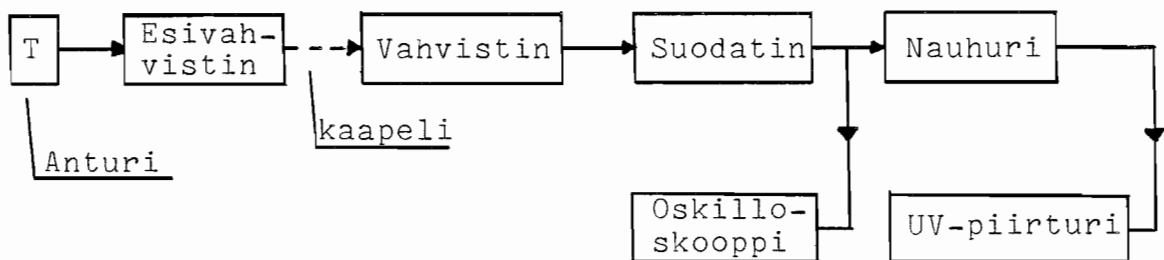 T
Esivah-
vistin
Vahvistin
Suodatin
Nauhuri
kaapeli
Anturi
Oskillo-
skooppi
UV-piirturi